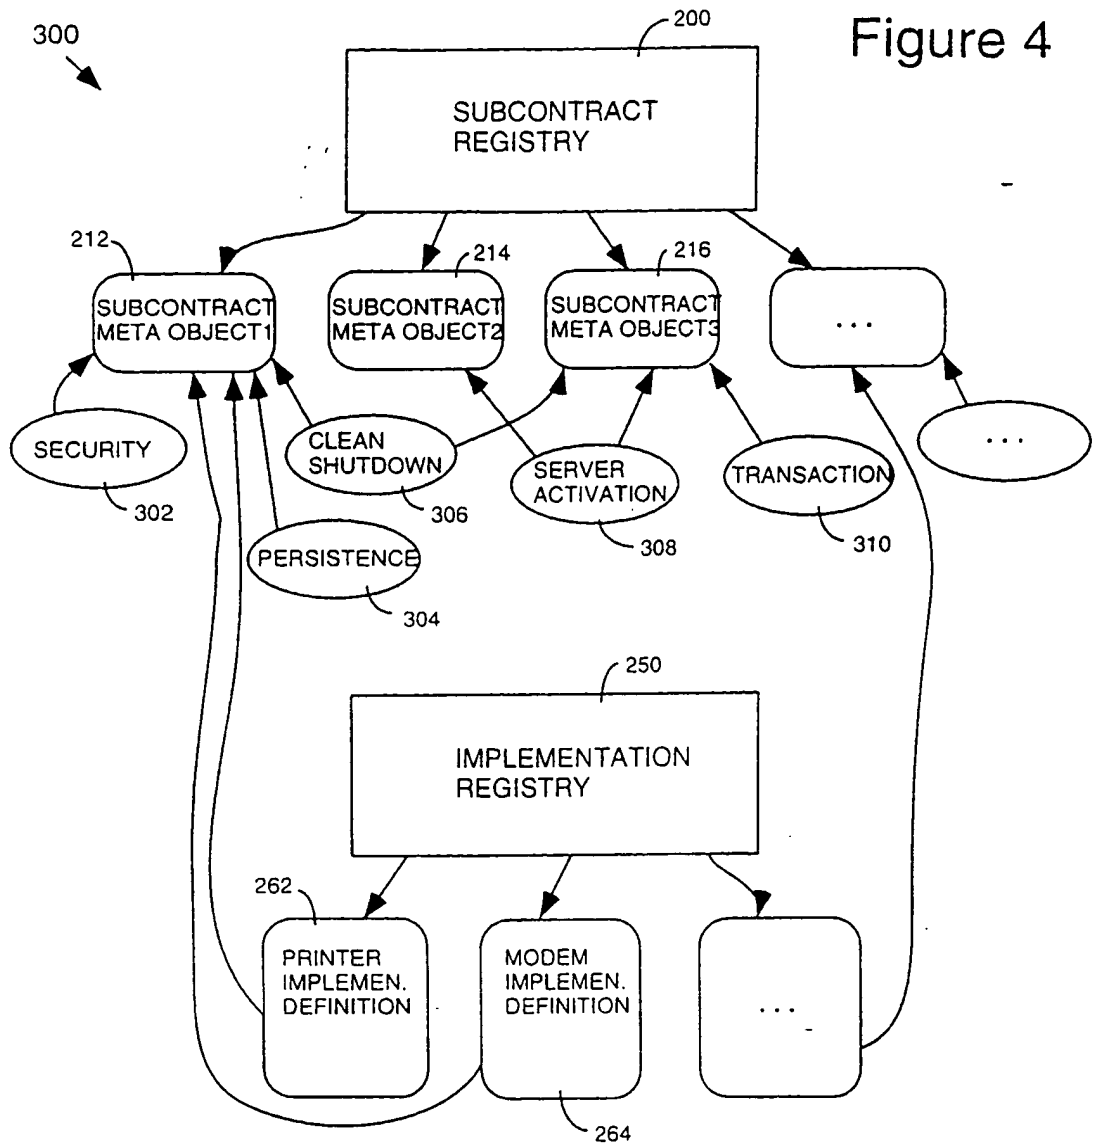 300
200
Figure 4
SUBCONTRACT
REGISTRY
212
214
216
SUBCONTRACT
META OBJECT1
SUBCONTRACT
META OBJECT2
SUBCONTRACT
META OBJECT3
...
SECURITY
302
CLEAN
SHUTDOWN
306
SERVER
ACTIVATION
308
TRANSACTION
310
...
PERSISTENCE
304
250
IMPLEMENTATION
REGISTRY
262
PRINTER
IMPLEMEN.
DEFINITION
MODEM
IMPLEMEN.
DEFINITION
264
...